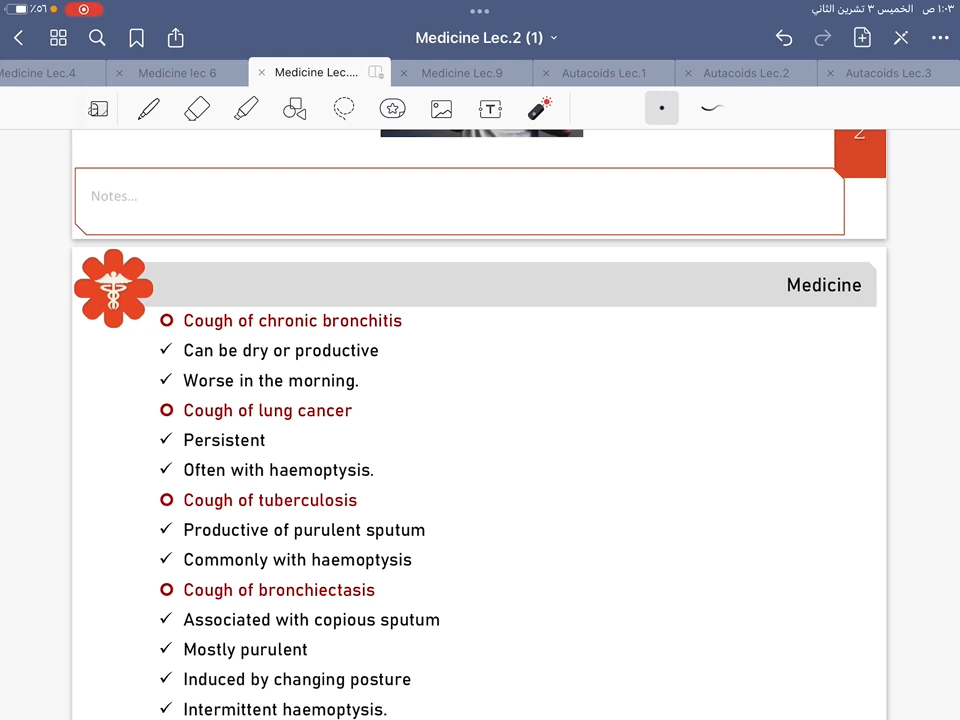 ٪٥٦
١:٠٣ ص الخميس ٣ تشرين الثاني
Medicine Lec.2 (1)
Medicine Lec.4
Medicine lec 6
Medicine Lec....
Medicine Lec.9
Autacoids Lec.1
Autacoids Lec.2
Autacoids Lec.3
T
2
Notes...
Medicine
Cough of chronic bronchitis
✓ Can be dry or productive
✓ Worse in the morning.
Cough of lung cancer
✓ Persistent
✓ Often with haemoptysis.
Cough of tuberculosis
✓ Productive of purulent sputum
✓ Commonly with haemoptysis
Cough of bronchiectasis
✓ Associated with copious sputum
✓ Mostly purulent
✓ Induced by changing posture
✓ Intermittent haemoptysis.